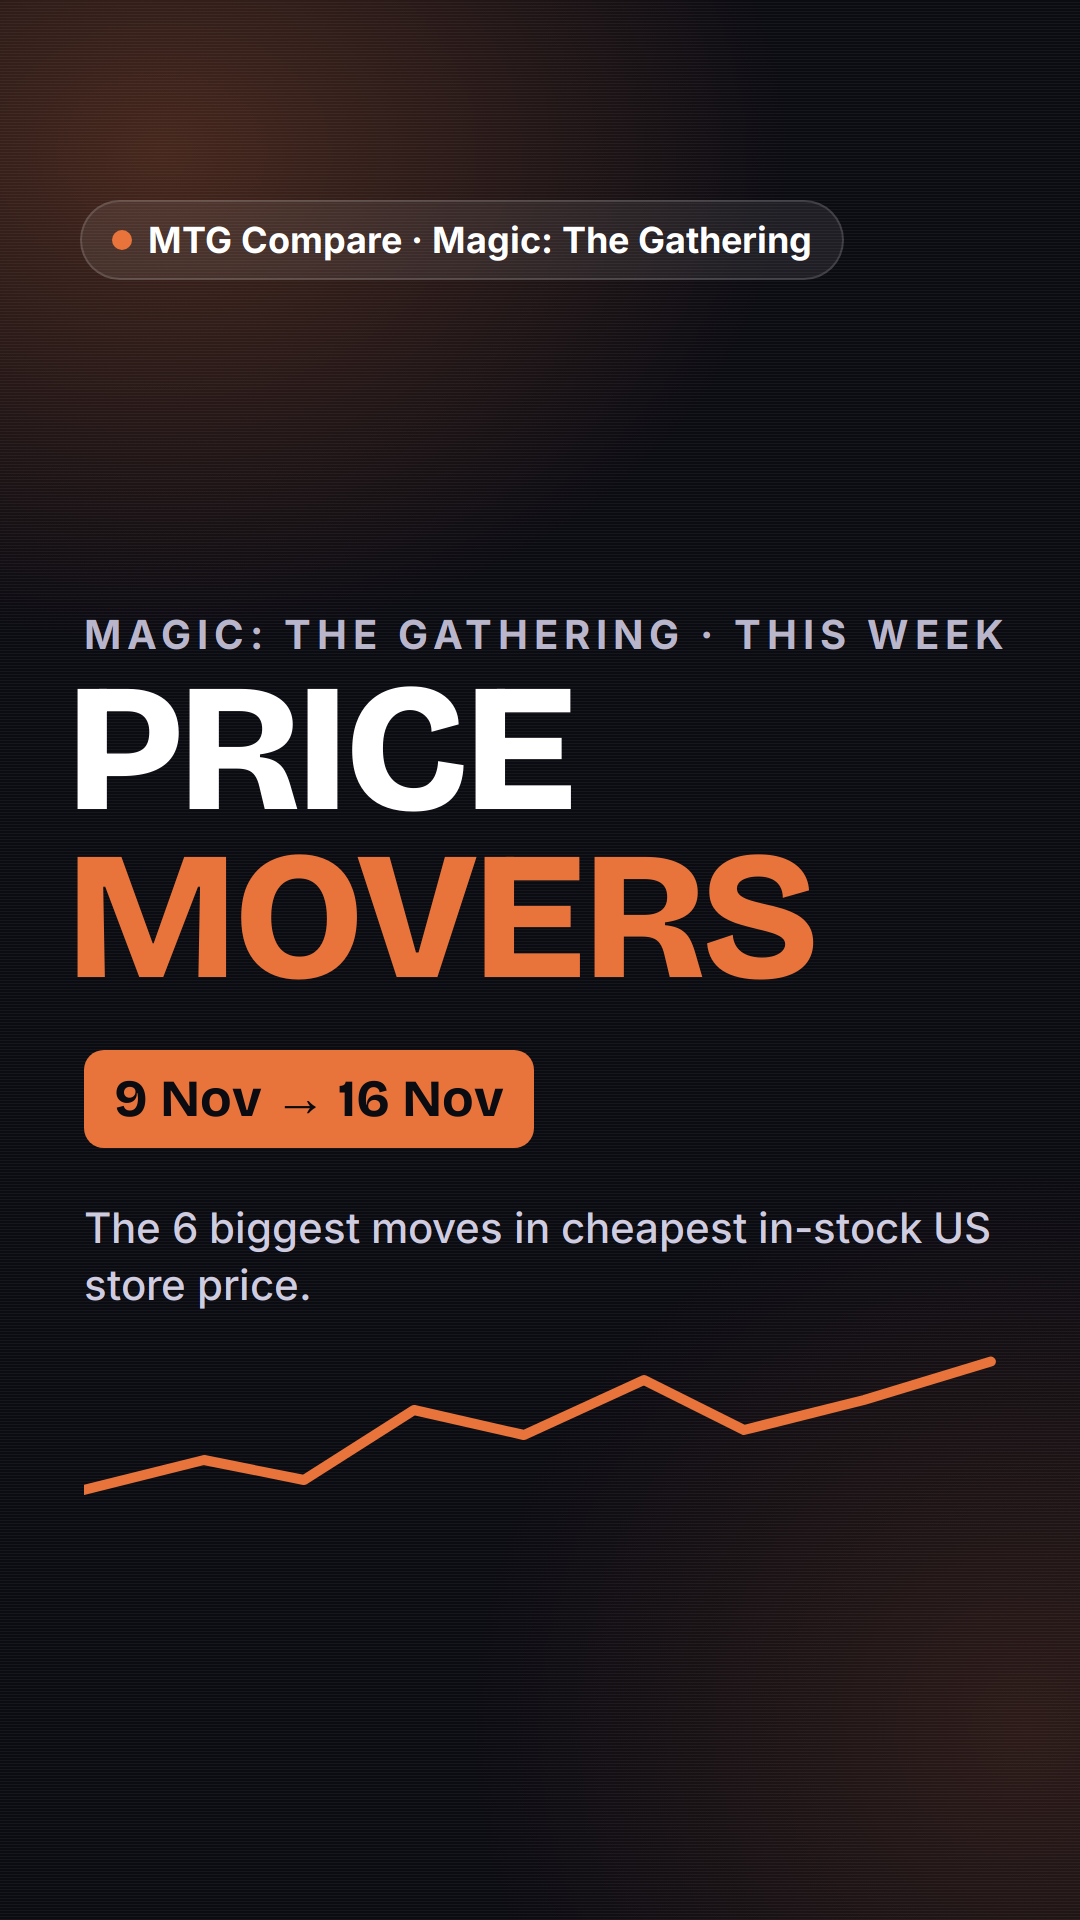 MTG Compare · Magic: The Gathering
MAGIC: THE GATHERING · THIS WEEK
PRICE
MOVERS
9 Nov → 16 Nov
The 6 biggest moves in cheapest in-stock US
store price.